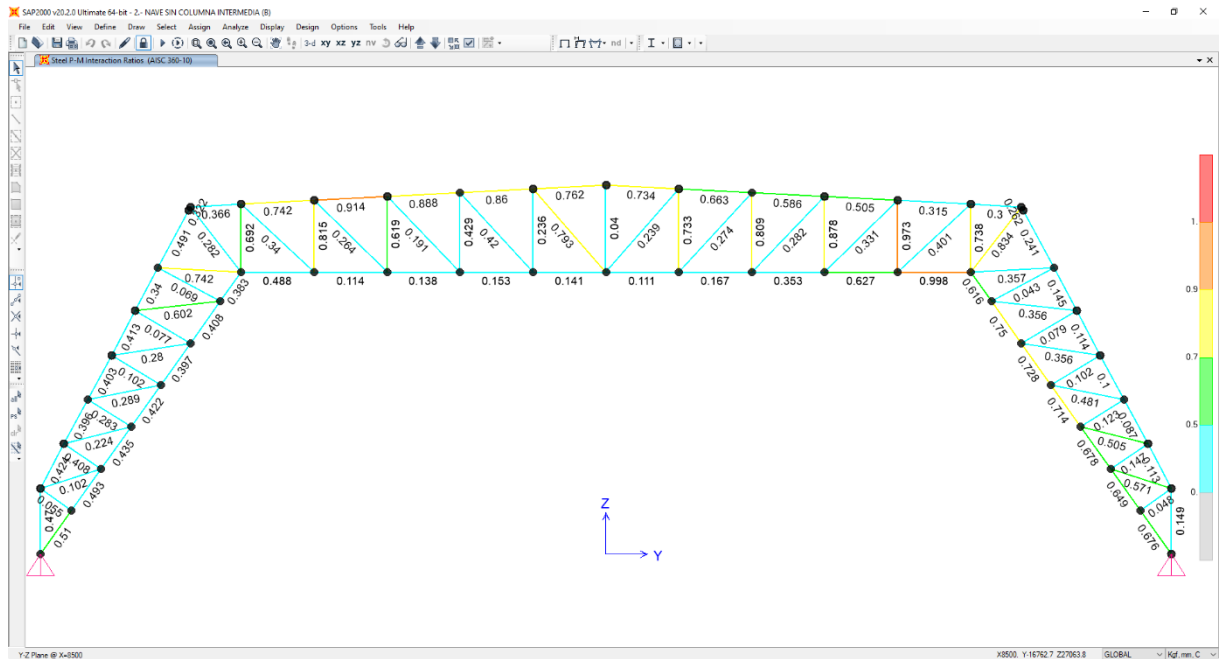 SAP2000 v20.2.0 Ultimate 64-bit - 2.- NAVE SIN COLUMNA INTERMEDIA (B)
File Edit View Define Draw Select Assign Analyze Display Design Options Tools Help
3-d xy xz yz nv nd
Steel P-M Interaction Ratios (AISC 360-10)
0.366 0.742 0.914 0.888 0.86 0.762 0.734 0.663 0.586 0.505 0.315 0.3 0.262
0.491 0.282 0.692 0.34 0.815 0.264 0.619 0.191 0.429 0.42 0.236 0.793 0.04 0.239 0.733 0.274 0.809 0.282 0.878 0.331 0.973 0.401 0.738 0.834 0.241
1.
0.742 0.357
0.488 0.114 0.138 0.153 0.141 0.111 0.167 0.353 0.627 0.998
0.34 0.069 0.383 0.616 0.043 0.145
0.9
0.602 0.356
0.413 0.077 0.408 0.75 0.079 0.114
0.28 0.356
0.7
0.403 0.102 0.397 0.728 0.102 0.1
0.289 0.481
0.396 0.283 0.422 0.714 0.123 0.087
0.5
0.224 0.505
0.424 0.408 0.435 0.678 0.142 0.113
0.102 0.571
0.
0.47 0.055 0.493 0.649 0.048 0.149
0.51 0.676
Z
Y
Y-Z Plane @ X=8500 X8500. Y-16762.7 Z27063.8 GLOBAL Kgf, mm, C